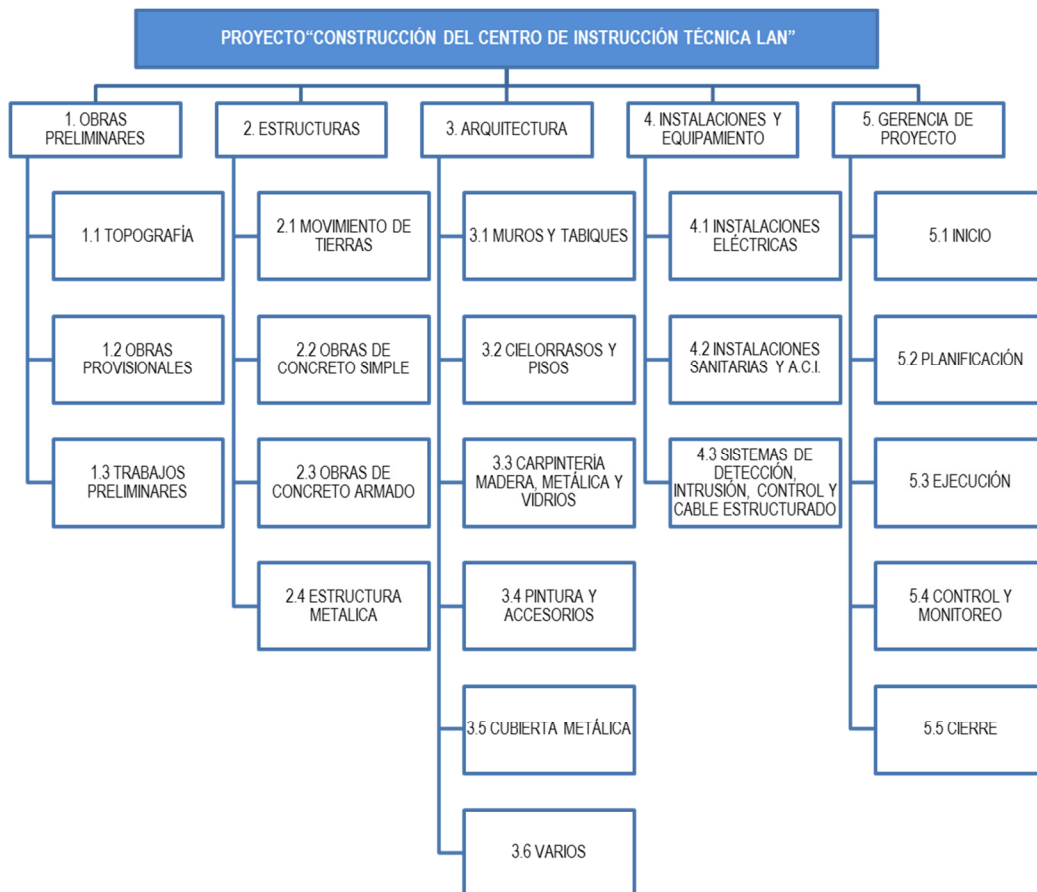 PROYECTO“CONSTRUCCIÓN DEL CENTRO DE INSTRUCCIÓN TÉCNICA LAN”
1. OBRAS
PRELIMINARES
1.1 TOPOGRAFÍA
1.2 OBRAS
PROVISIONALES
1.3 TRABAJOS
PRELIMINARES
2. ESTRUCTURAS
2.1 MOVIMIENTO DE
TIERRAS
2.2 OBRAS DE
CONCRETO SIMPLE
2.3 OBRAS DE
CONCRETO ARMADO
2.4 ESTRUCTURA
METALICA
3. ARQUITECTURA
3.1 MUROS Y TABIQUES
3.2 CIELORRASOS Y
PISOS
3.3 CARPINTERÍA
MADERA, METÁLICA Y
VIDRIOS
3.4 PINTURA Y
ACCESORIOS
3.5 CUBIERTA METÁLICA
3.6 VARIOS
4. INSTALACIONES Y
EQUIPAMIENTO
4.1 INSTALACIONES
ELÉCTRICAS
4.2 INSTALACIONES
SANITARIAS Y A.C.I.
4.3 SISTEMAS DE
DETECCIÓN,
INTRUSIÓN, CONTROL Y
CABLE ESTRUCTURADO
5. GERENCIA DE
PROYECTO
5.1 INICIO
5.2 PLANIFICACIÓN
5.3 EJECUCIÓN
5.4 CONTROL Y
MONITOREO
5.5 CIERRE